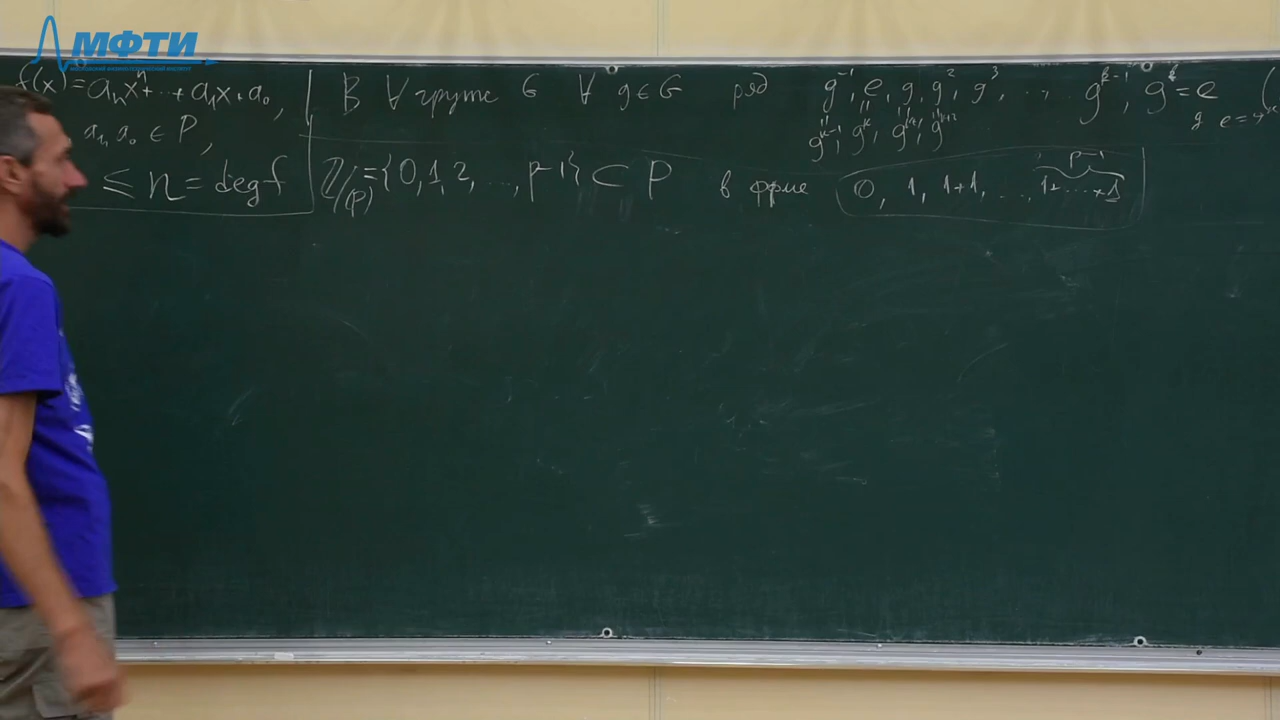 МФТИ
f(x)=aₙxⁿ+...+a₁x+a₀,
aₙ, a₀ ∈ P,
≤ n = deg f
В ∀ группе G ∀ g∈G ряд g⁻¹, e, g, g², g³, ..., gᵏ⁻¹, gᵏ = e
gᵏ⁻¹, gᵏ, gᵏ⁺¹, gᵏ⁺²
ℤ/(p) = {0,1,2,...,p-1} ⊂ P в форме 0, 1, 1+1, ..., 1+...+1
p-1